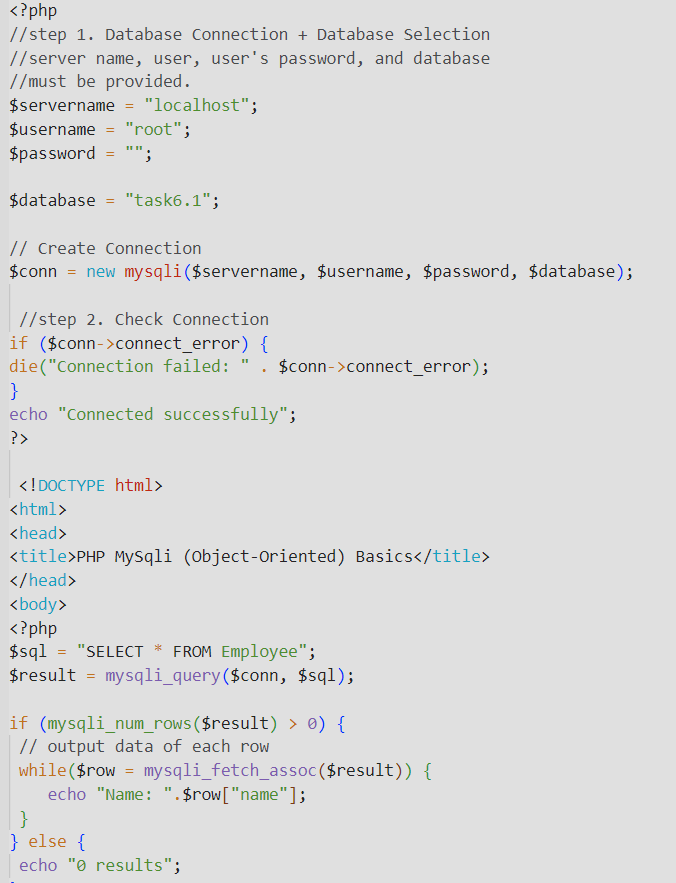 <?php
//step 1. Database Connection + Database Selection
//server name, user, user's password, and database
//must be provided.
$servername = "localhost";
$username = "root";
$password = "";
$database = "task6.1";
// Create Connection
$conn = new mysqli($servername, $username, $password, $database);
//step 2. Check Connection
if ($conn->connect_error) {
die("Connection failed: " . $conn->connect_error);
}
echo "Connected successfully";
?>
<!DOCTYPE html>
<html>
<head>
<title>PHP MySqli (Object-Oriented) Basics</title>
</head>
<body>
<?php
$sql = "SELECT * FROM Employee";
$result = mysqli_query($conn, $sql);
if (mysqli_num_rows($result) > 0) {
// output data of each row
while($row = mysqli_fetch_assoc($result)) {
echo "Name: ".$row["name"];
}
} else {
echo "0 results";